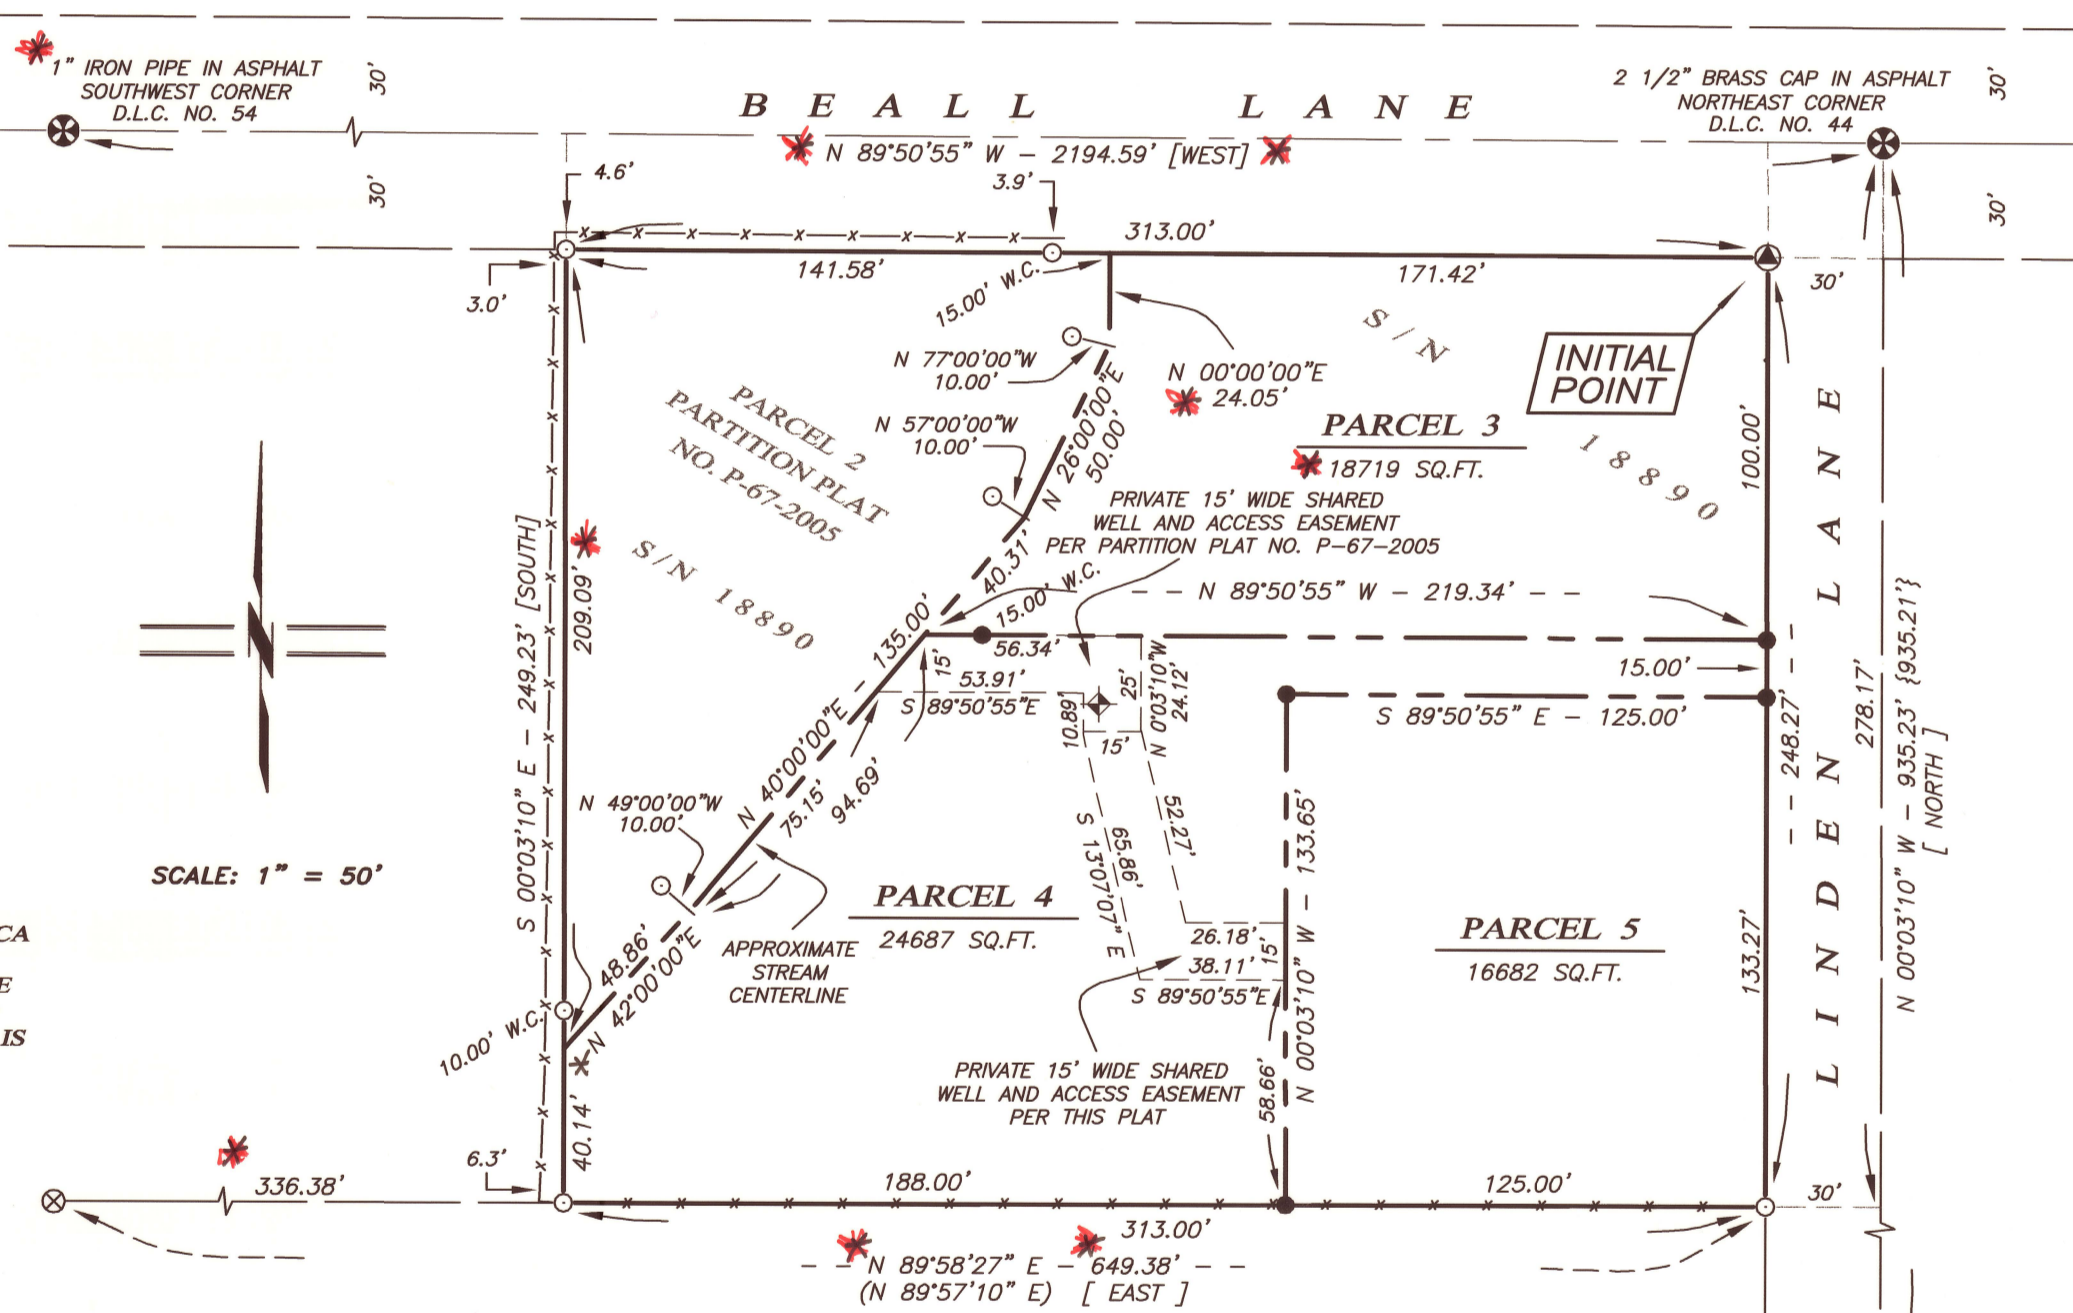 1" IRON PIPE IN ASPHALT
SOUTHWEST CORNER
D.L.C. NO. 54
30'
30'
BEALL LANE
N 89°50'55" W - 2194.59' [WEST]
2 1/2" BRASS CAP IN ASPHALT
NORTHEAST CORNER
D.L.C. NO. 44
30'
30'
4.6'
3.9'
313.00'
141.58'
171.42'
3.0'
15.00' W.C.
30'
INITIAL
POINT
S/N
18890
N 77°00'00"W
10.00'
N 00°00'00"E
24.05'
N 57°00'00"W
10.00'
N 26°00'00"E
50.00'
PARCEL 2
PARTITION PLAT
NO. P-67-2005
S/N 18890
PARCEL 3
18719 SQ.FT.
100.00'
PRIVATE 15' WIDE SHARED
WELL AND ACCESS EASEMENT
PER PARTITION PLAT NO. P-67-2005
40.31'
15.00' W.C.
- - N 89°50'55" W - 219.34' - -
S 00°03'10" E - 249.23' [SOUTH]
209.09'
N 40°00'00"E - 135.00'
56.34'
15'
53.91'
S 89°50'55"E
10.89'
25'
15'
N 0°03'10"W
24.12'
15.00'
S 89°50'55" E - 125.00'
- - 248.27' - -
278.17'
N 00°03'10" W - 935.23' {935.21'}
[ NORTH ]
LINDEN LANE
75.15'
94.69'
N 49°00'00"W
10.00'
52.27'
65.86'
S 13°07'07" E
N 00°03'10" W - 133.65'
SCALE: 1" = 50'
CA
E
IS
PARCEL 4
24687 SQ.FT.
APPROXIMATE
STREAM
CENTERLINE
48.86'
N 42°00'00"E
26.18'
15'
38.11'
S 89°50'55"E
PARCEL 5
16682 SQ.FT.
133.27'
10.00' W.C.
PRIVATE 15' WIDE SHARED
WELL AND ACCESS EASEMENT
PER THIS PLAT
58.66'
40.14'
6.3'
336.38'
188.00'
125.00'
30'
313.00'
- - N 89°58'27" E - 649.38' - -
(N 89°57'10" E) [ EAST ]